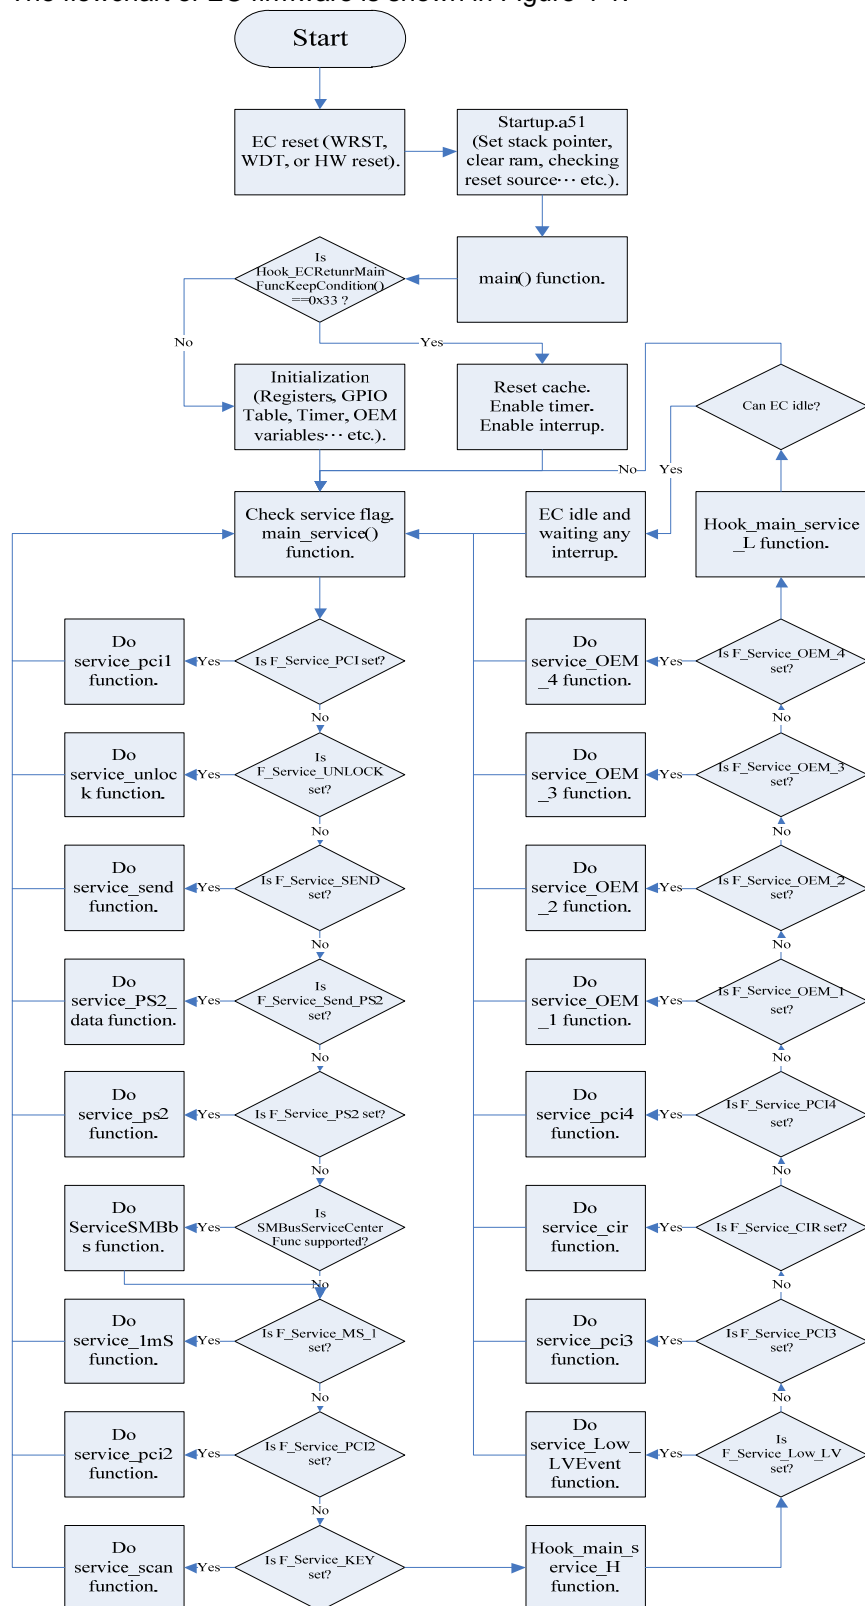 Start
EC reset (WRST,
WDT, or HW reset).
Startup.a51
(Set stack pointer,
clear ram, checking
reset source··· etc.).
Is
Hook_ECRetunrMain
FuncKeepCondition()
==0x33 ?
main() function.
No
Yes
Initialization
(Registers, GPIO
Table, Timer, OEM
variables··· etc.).
Reset cache.
Enable timer.
Enable interrup.
Can EC idle?
No
Yes
Check service flag.
main_service()
function.
EC idle and
waiting any
interrup.
Hook_main_service
_L function.
Do
service_pci1
function.
Yes
Is F_Service_PCI set?
No
Do
service_unloc
k function.
Yes
Is
F_Service_UNLOCK
set?
No
Do
service_send
function.
Yes
Is F_Service_SEND
set?
No
Do
service_PS2_
data function.
Yes
Is
F_Service_Send_PS2
set?
No
Do
service_ps2
function.
Yes
Is F_Service_PS2 set?
No
Do
ServiceSMBb
s function.
Yes
Is
SMBusServiceCenter
Func supported?
No
Do
service_1mS
function.
Yes
Is F_Service_MS_1
set?
No
Do
service_pci2
function.
Yes
Is F_Service_PCI2
set?
No
Do
service_scan
function.
Yes
Is F_Service_KEY
set?
Hook_main_s
ervice_H
function.
Do
service_OEM
_4 function.
Yes
Is F_Service_OEM_4
set?
No
Do
service_OEM
_3 function.
Yes
Is F_Service_OEM_3
set?
No
Do
service_OEM
_2 function.
Yes
Is F_Service_OEM_2
set?
No
Do
service_OEM
_1 function.
Yes
Is F_Service_OEM_1
set?
No
Do
service_pci4
function.
Yes
Is F_Service_PCI4
set?
No
Do
service_cir
function.
Yes
Is F_Service_CIR set?
No
Do
service_pci3
function.
Yes
Is F_Service_PCI3
set?
No
Do
service_Low_
LVEvent
function.
Yes
Is
F_Service_Low_LV
set?